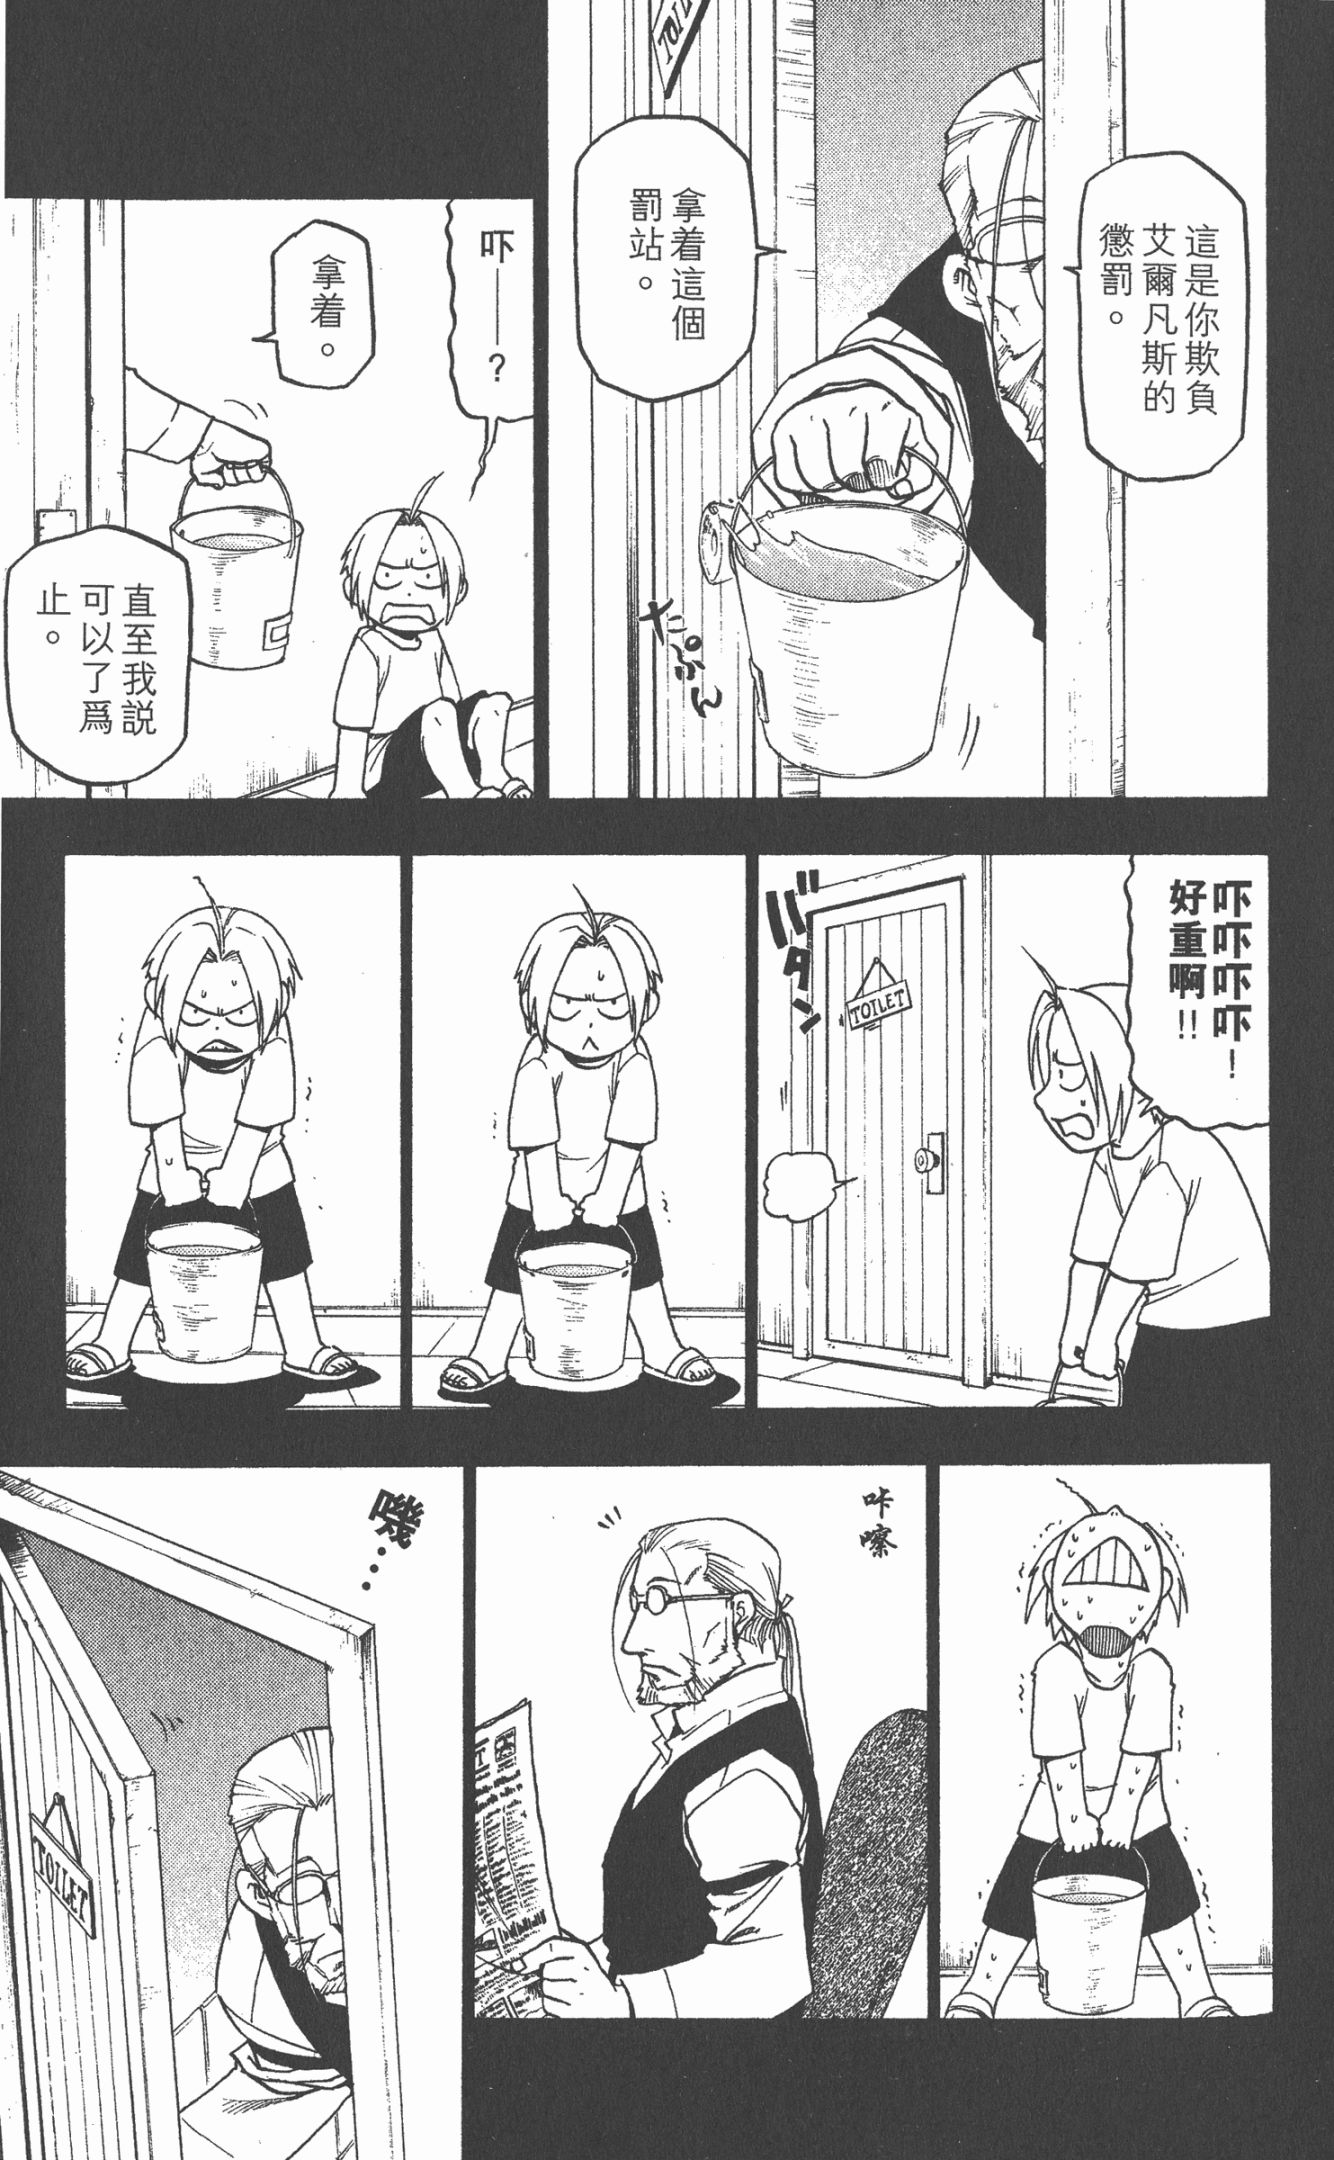 這是你欺負
艾爾凡斯的
懲罰。
拿着這個
罰站。
TOIL
たぷん
吓——?
拿着。
直至我説
可以了爲
止。
吓吓吓吓!
好重啊!!
バタン
TOILET
咔嚓
嘰…
TOILET